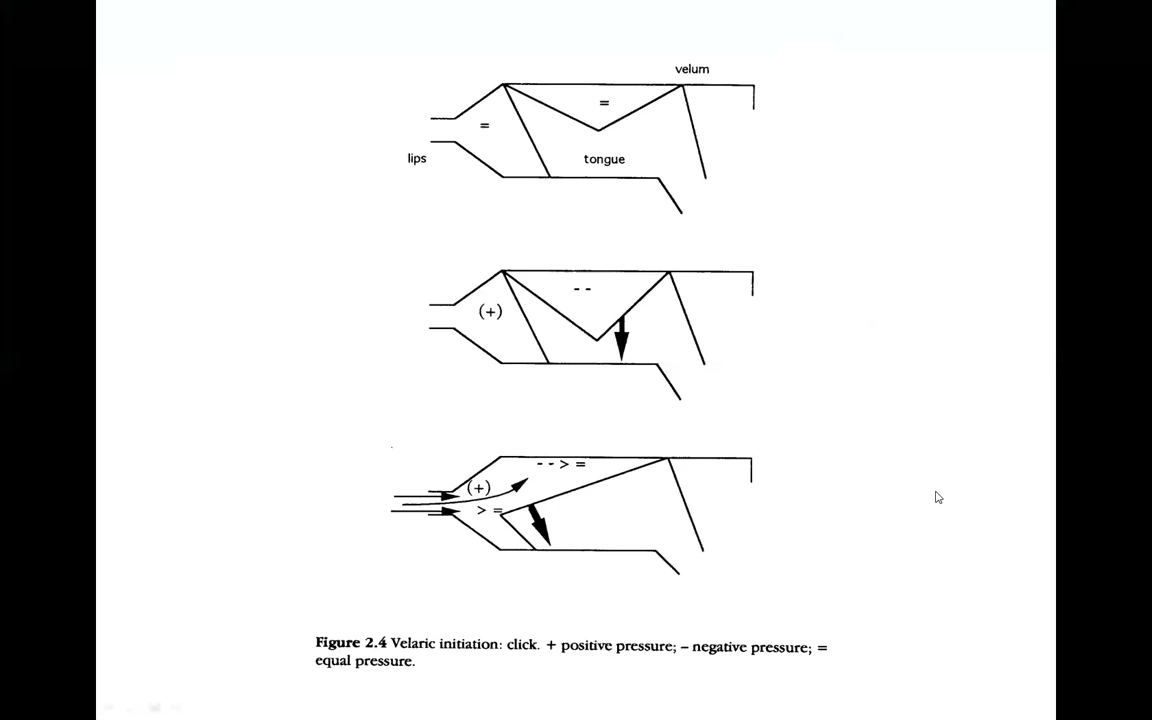 velum
=
=
lips
tongue
- -
(+)
- - > =
(+)
> =
Figure 2.4 Velaric initiation: click. + positive pressure; – negative pressure; =
equal pressure.